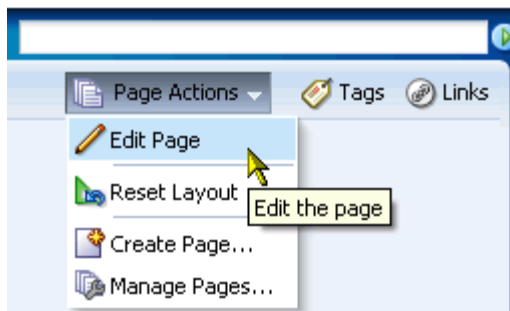 Page Actions Tags Links
Edit Page
Reset Layout
Edit the page
Create Page...
Manage Pages...